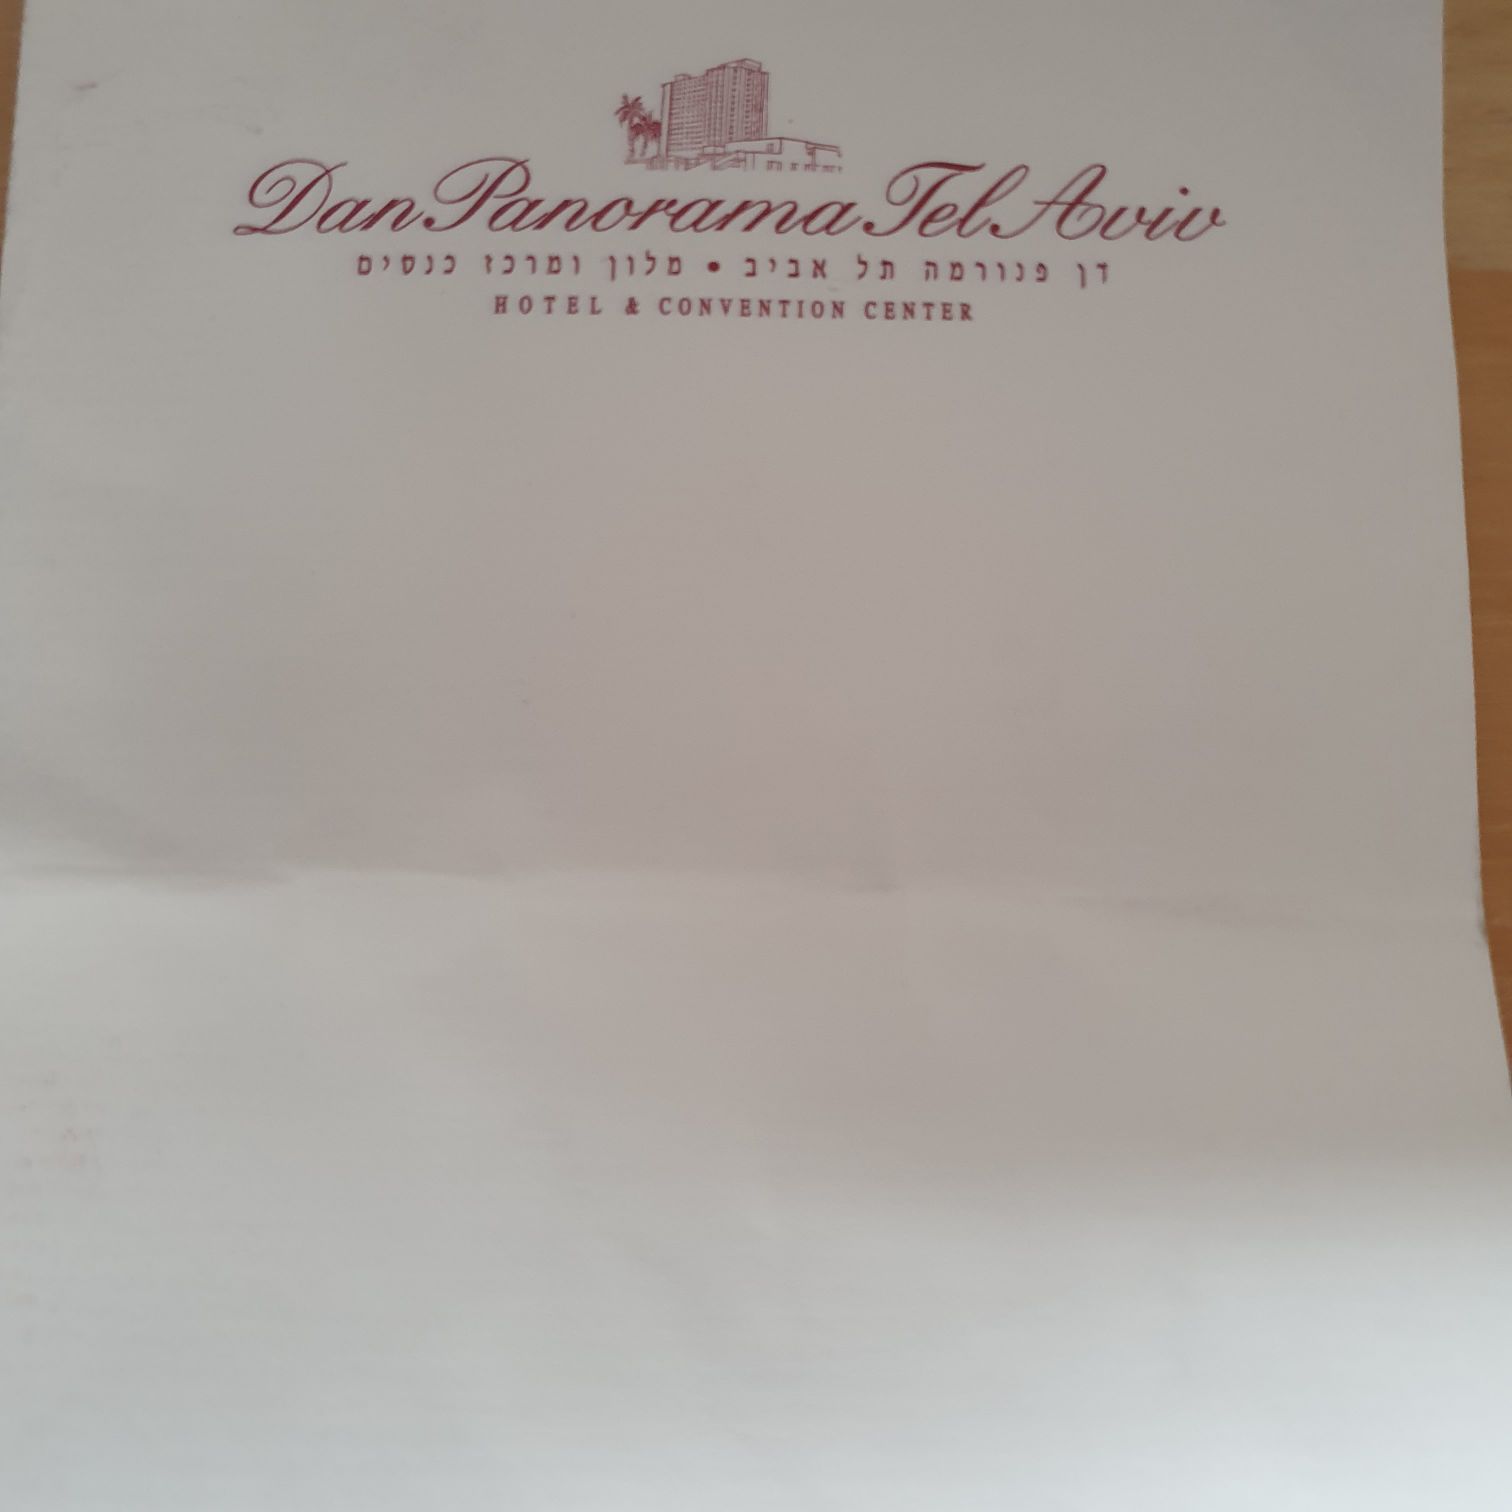 Dan Panorama Tel Aviv
דן פנורמה תל אביב • מלון ומרכז כנסים
HOTEL & CONVENTION CENTER